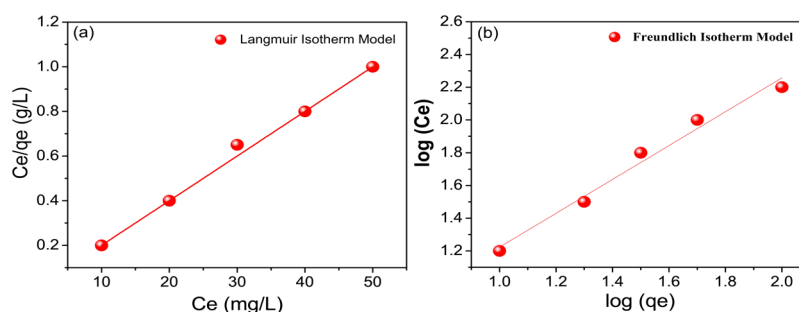 (a)
Langmuir Isotherm Model
Ce/qe (g/L)
1.2
1.0
0.8
0.6
0.4
0.2
10 20 30 40 50
Ce (mg/L)
(b)
Freundlich Isotherm Model
log (Ce)
2.6
2.4
2.2
2.0
1.8
1.6
1.4
1.2
1.0 1.2 1.4 1.6 1.8 2.0
log (qe)